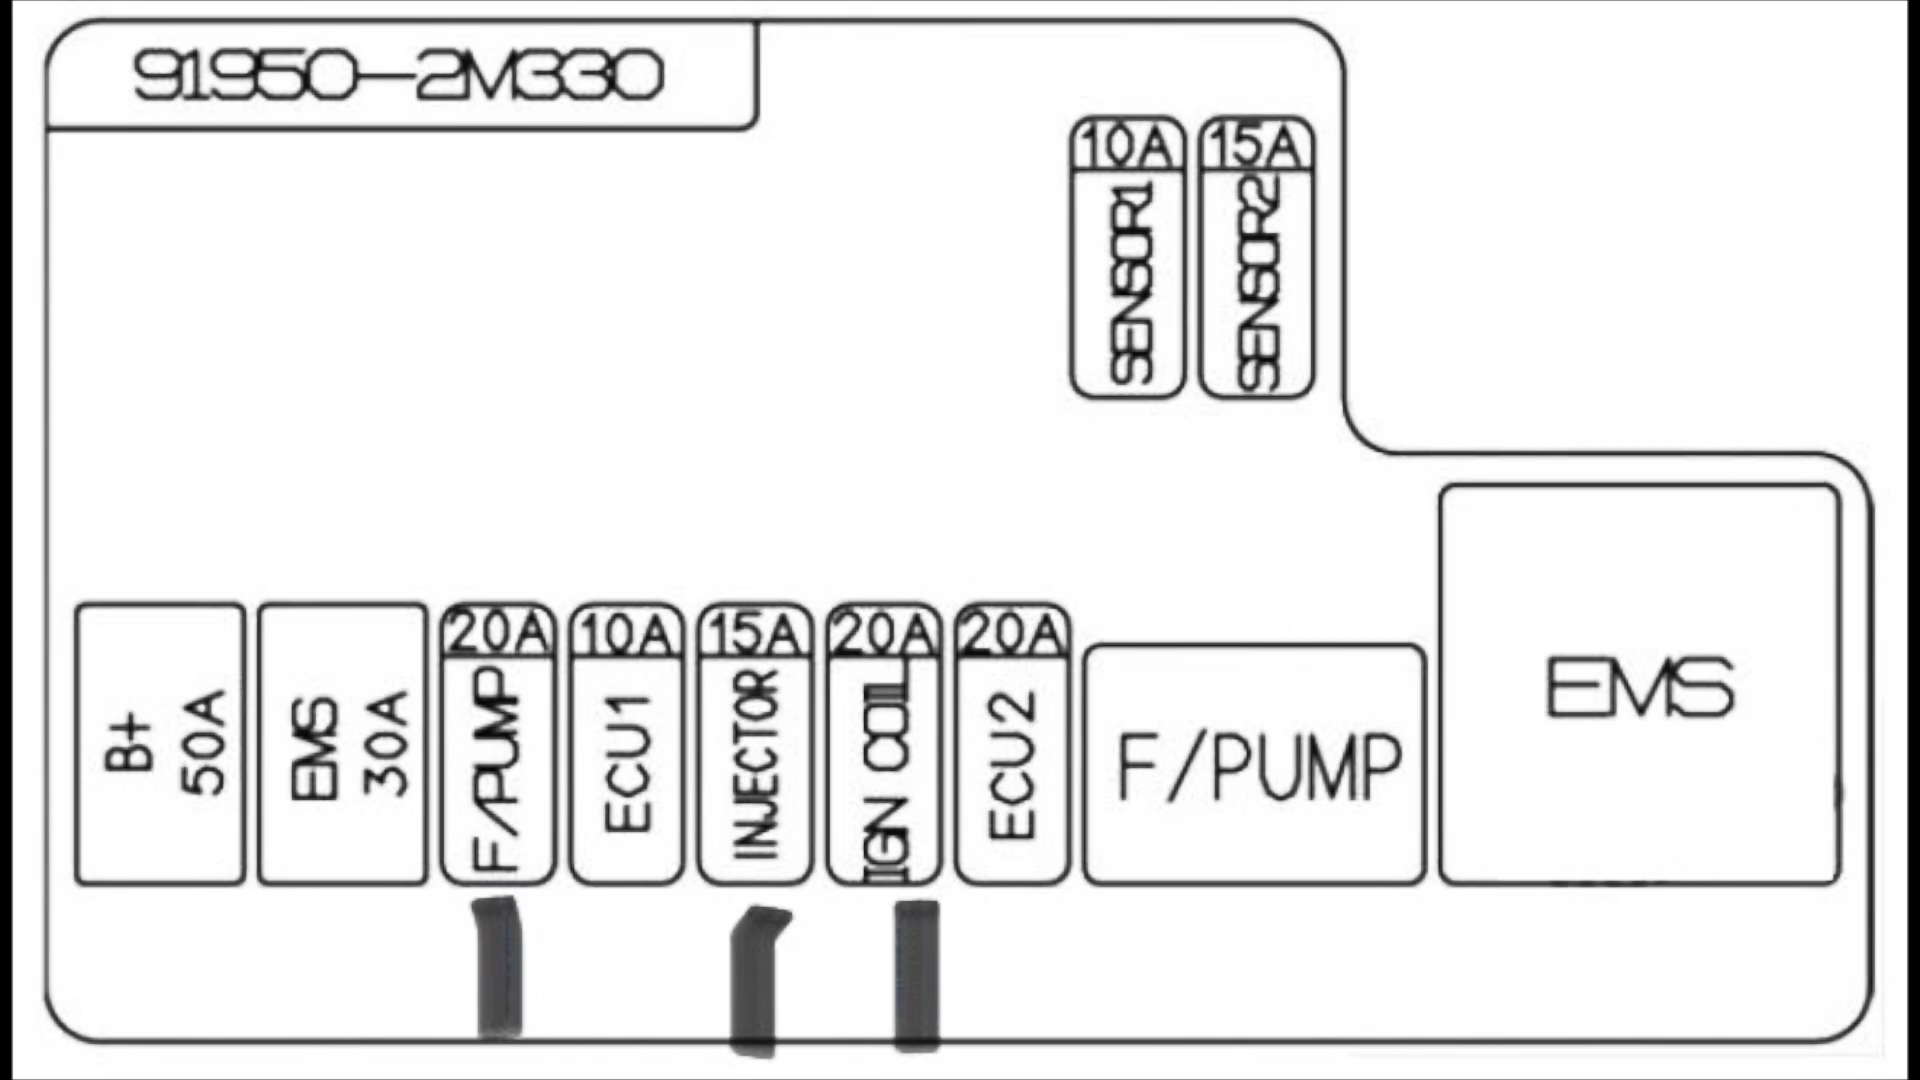 91950-2M330
10A
SENSOR1
15A
SENSOR2
B+
50A
EMS
30A
20A
F/PUMP
10A
ECU1
15A
INJECTOR
20A
IGN COIL
20A
ECU2
F/PUMP
EMS